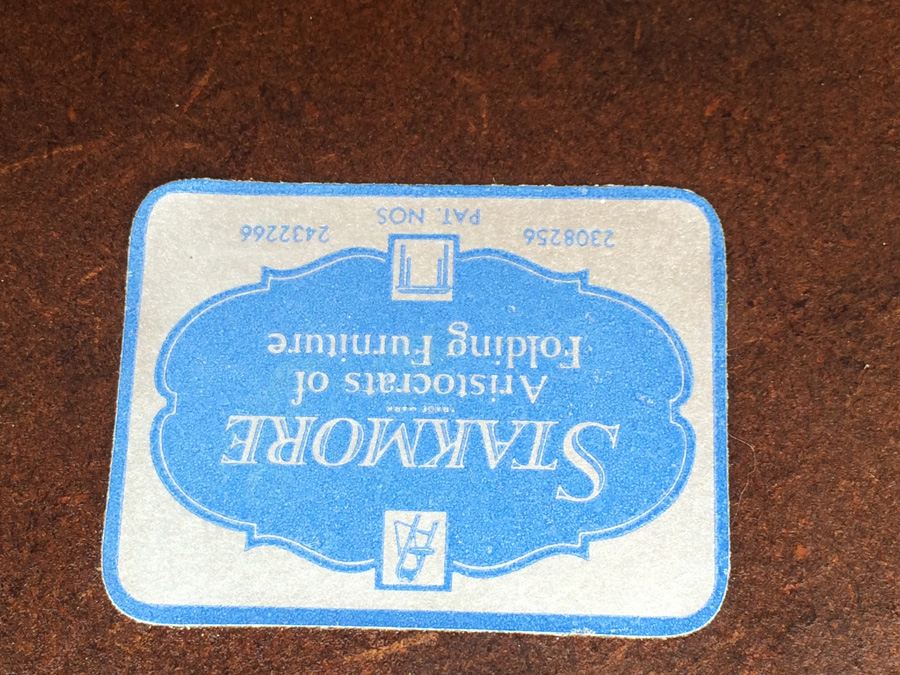 STAKMORE
TRADE MARK
Aristocrats of
Folding Furniture
2308256 PAT. NOS 2432266